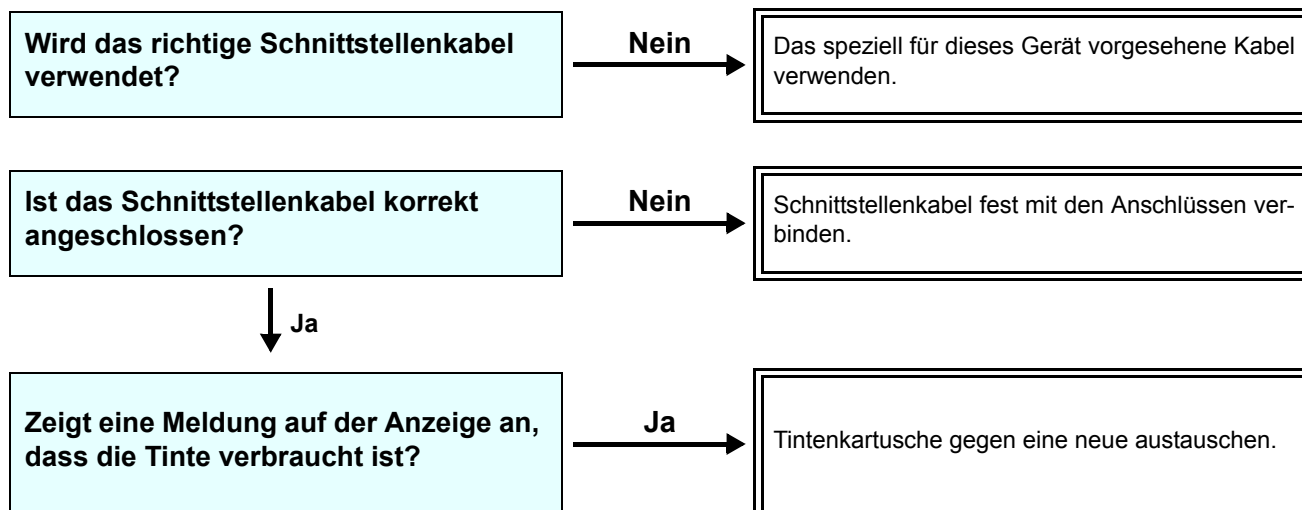 Wird das richtige Schnittstellenkabel
verwendet?
Nein
Das speziell für dieses Gerät vorgesehene Kabel
verwenden.
Ist das Schnittstellenkabel korrekt
angeschlossen?
Nein
Schnittstellenkabel fest mit den Anschlüssen ver-
binden.
Ja
Zeigt eine Meldung auf der Anzeige an,
dass die Tinte verbraucht ist?
Ja
Tintenkartusche gegen eine neue austauschen.